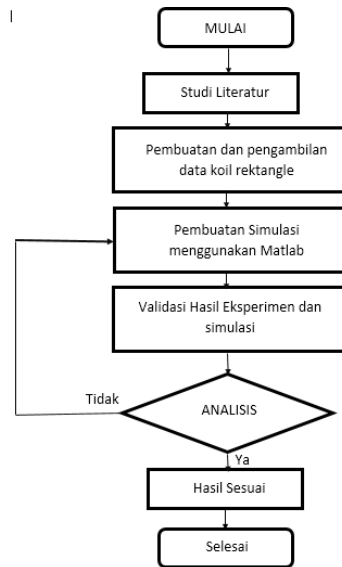 MULAI
Studi Literatur
Pembuatan dan pengambilan
data koil rektangle
Pembuatan Simulasi
menggunakan Matlab
Validasi Hasil Eksperimen dan
simulasi
Tidak
ANALISIS
Ya
Hasil Sesuai
Selesai